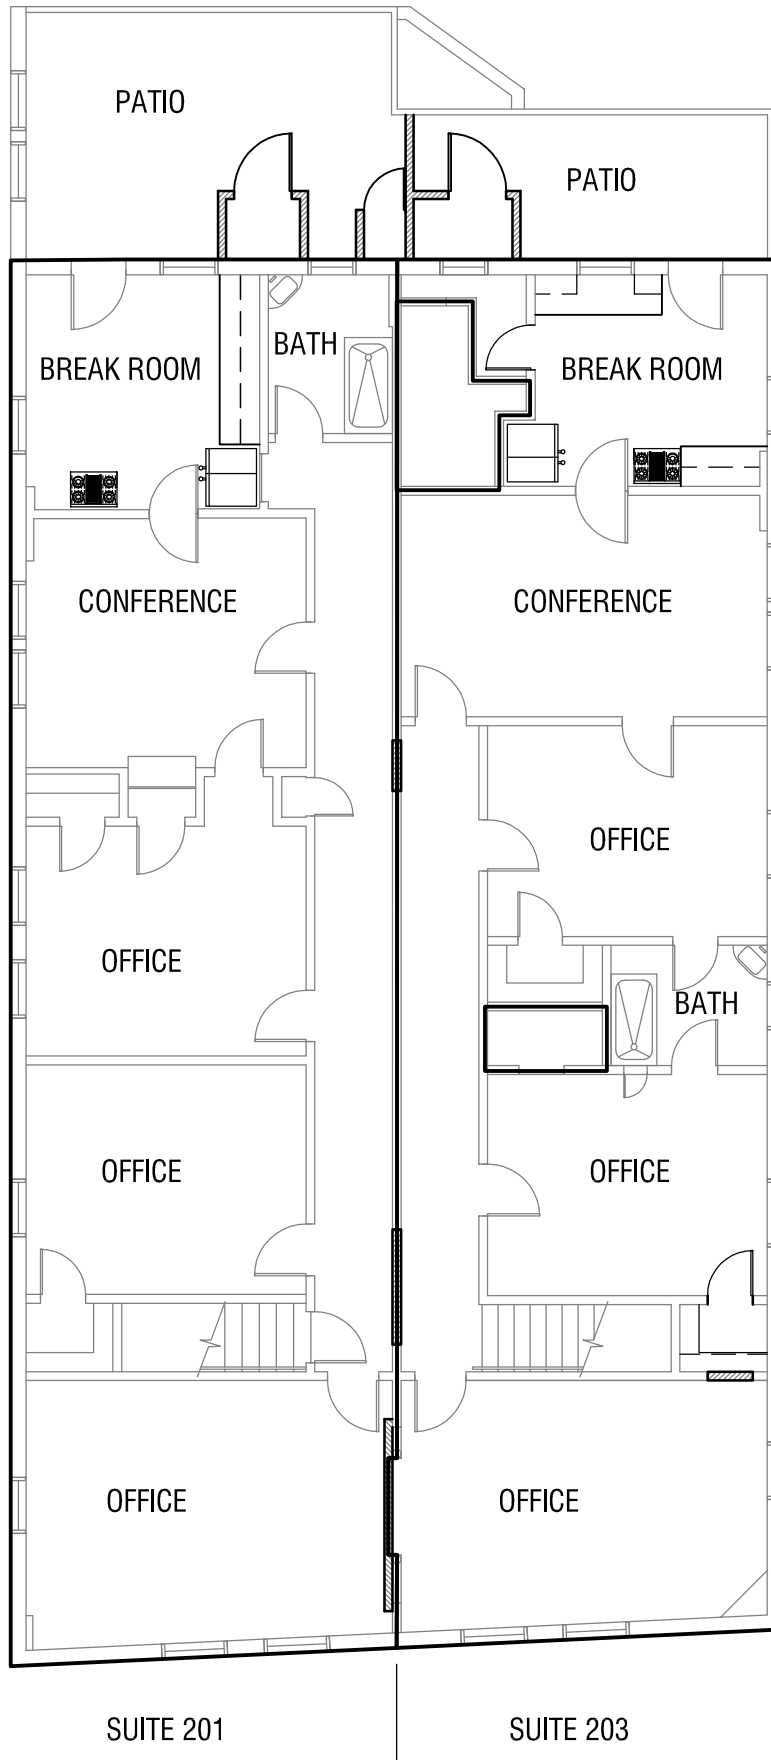 PATIO
PATIO
BATH
BREAK ROOM
BREAK ROOM
CONFERENCE
CONFERENCE
OFFICE
OFFICE
BATH
OFFICE
OFFICE
OFFICE
OFFICE
SUITE 201
SUITE 203